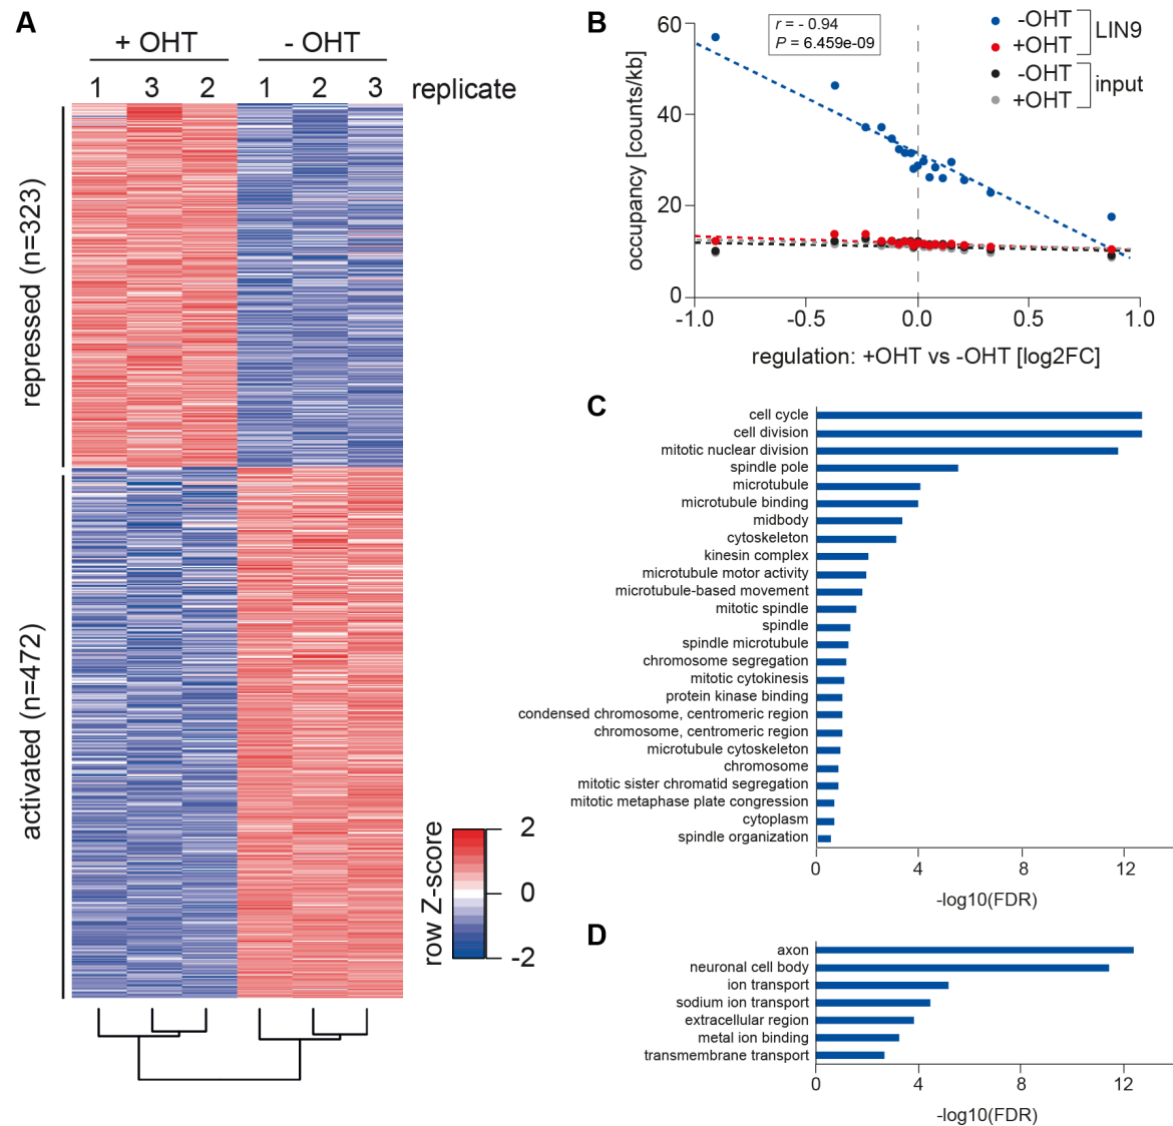 A
+ OHT - OHT
1 3 2 1 2 3 replicate
repressed (n=323)
activated (n=472)
row Z-score
2
0
-2
B
r = - 0.94
P = 6.459e-09
-OHT
+OHT
LIN9
-OHT
+OHT
input
occupancy [counts/kb]
60
40
20
0
-1.0 -0.5 0.0 0.5 1.0
regulation: +OHT vs -OHT [log2FC]
C
cell cycle
cell division
mitotic nuclear division
spindle pole
microtubule
microtubule binding
midbody
cytoskeleton
kinesin complex
microtubule motor activity
microtubule-based movement
mitotic spindle
spindle
spindle microtubule
chromosome segregation
mitotic cytokinesis
protein kinase binding
condensed chromosome, centromeric region
chromosome, centromeric region
microtubule cytoskeleton
chromosome
mitotic sister chromatid segregation
mitotic metaphase plate congression
cytoplasm
spindle organization
0 4 8 12
-log10(FDR)
D
axon
neuronal cell body
ion transport
sodium ion transport
extracellular region
metal ion binding
transmembrane transport
0 4 8 12
-log10(FDR)